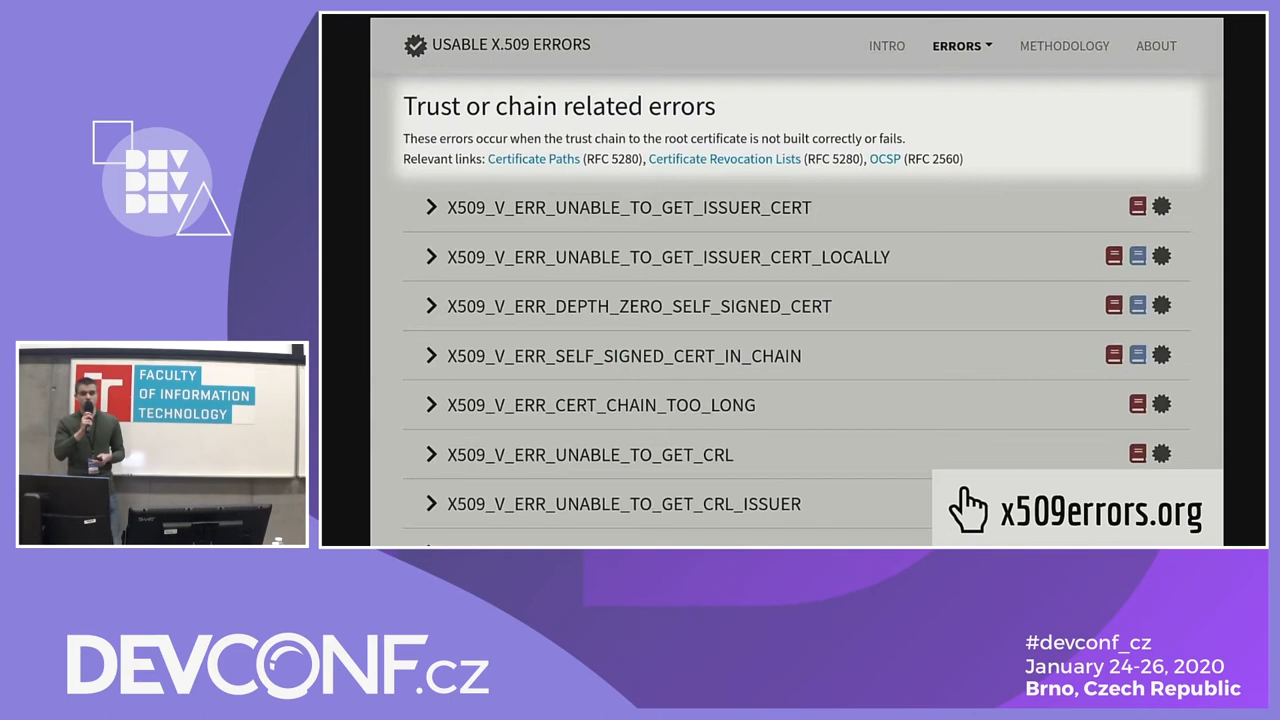 USABLE X.509 ERRORS
INTRO
ERRORS
METHODOLOGY
ABOUT
Trust or chain related errors
These errors occur when the trust chain to the root certificate is not built correctly or fails.
Relevant links: Certificate Paths (RFC 5280), Certificate Revocation Lists (RFC 5280), OCSP (RFC 2560)
X509_V_ERR_UNABLE_TO_GET_ISSUER_CERT
X509_V_ERR_UNABLE_TO_GET_ISSUER_CERT_LOCALLY
X509_V_ERR_DEPTH_ZERO_SELF_SIGNED_CERT
X509_V_ERR_SELF_SIGNED_CERT_IN_CHAIN
X509_V_ERR_CERT_CHAIN_TOO_LONG
X509_V_ERR_UNABLE_TO_GET_CRL
X509_V_ERR_UNABLE_TO_GET_CRL_ISSUER
x509errors.org
DEV
DEV
DEV
FACULTY
OF INFORMATION
TECHNOLOGY
DEVCONF.cz
#devconf_cz
January 24-26, 2020
Brno, Czech Republic